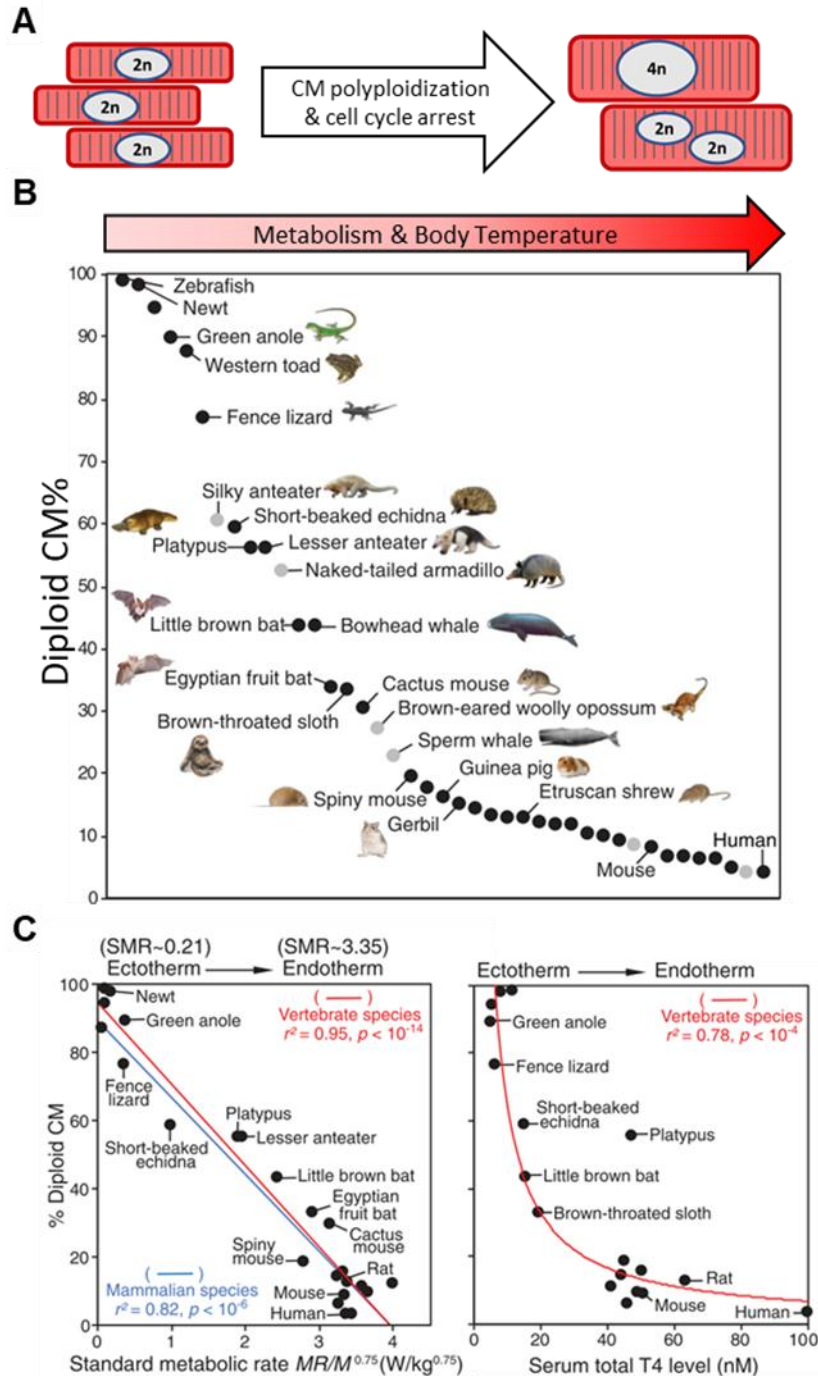 A
2n
2n
2n
CM polyploidization
& cell cycle arrest
4n
2n
2n
B
Metabolism & Body Temperature
Diploid CM%
100
90
80
70
60
50
40
30
20
10
0
Zebrafish
Newt
Green anole
Western toad
Fence lizard
Silky anteater
Short-beaked echidna
Platypus
Lesser anteater
Naked-tailed armadillo
Little brown bat
Bowhead whale
Egyptian fruit bat
Cactus mouse
Brown-throated sloth
Brown-eared woolly opossum
Sperm whale
Guinea pig
Spiny mouse
Etruscan shrew
Gerbil
Human
Mouse
C
(SMR~0.21) (SMR~3.35)
Ectotherm Endotherm
% Diploid CM
100
80
60
40
20
0
Newt
( — )
Vertebrate species
r² = 0.95, p < 10⁻¹⁴
Green anole
Fence
lizard
Short-beaked
echidna
Platypus
Lesser anteater
Little brown bat
Egyptian
fruit bat
Cactus
mouse
Spiny
mouse
Rat
( — )
Mammalian species
r² = 0.82, p < 10⁻⁶
Mouse
Human
0 1 2 3 4
Standard metabolic rate MR/M⁰·⁷⁵(W/kg⁰·⁷⁵)
Ectotherm Endotherm
( — )
Vertebrate species
r² = 0.78, p < 10⁻⁴
Green anole
Fence lizard
Short-beaked
echidna
Platypus
Little brown bat
Brown-throated sloth
Rat
Mouse
Human
0 20 40 60 80 100
Serum total T4 level (nM)